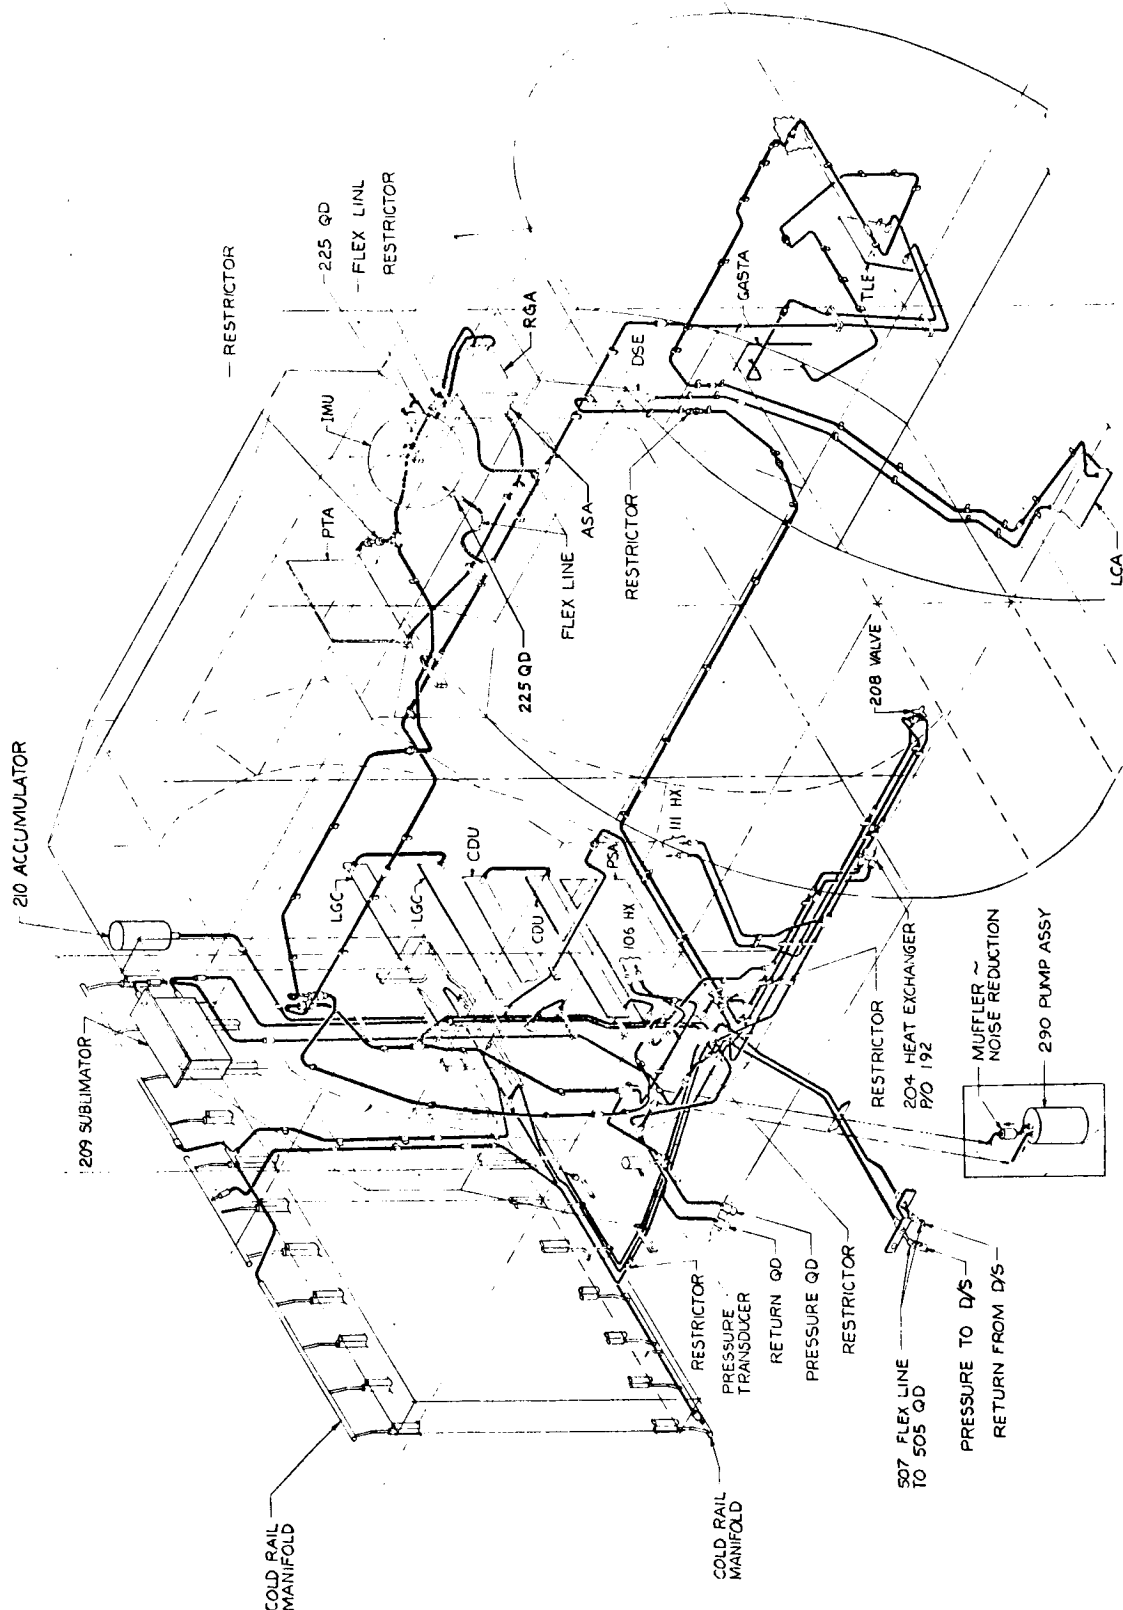 210 ACCUMULATOR
209 SUBLIMATOR
COLD RAIL
MANIFOLD
COLD RAIL
MANIFOLD
RESTRICTOR
225 QD
FLEX LINL
RESTRICTOR
IMU
PTA
RGA
FLEX LINE
ASA
225 QD
RESTRICTOR
DSE
GASTA
TLE
LCA
LGC
LGC
CDU
CDU
PSA
106 HX
111 HX
208 VALVE
RESTRICTOR
204 HEAT EXCHANGER
P/O 192
MUFFLER ~
NOISE REDUCTION
290 PUMP ASSY
RESTRICTOR
PRESSURE
TRANSDUCER
RETURN QD
PRESSURE QD
RESTRICTOR
507 FLEX LINE
TO 505 QD
PRESSURE TO D/S
RETURN FROM D/S